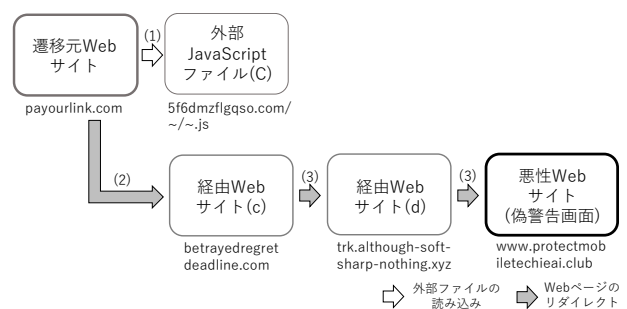 遷移元Web
サイト
(1)
外部
JavaScript
ファイル(C)
payourlink.com
5f6dmzflgqso.com/
~/~.js
(2)
経由Web
サイト(c)
(3)
経由Web
サイト(d)
(3)
悪性Web
サイト
(偽警告画面)
betrayedregret
deadline.com
trk.although-soft-
sharp-nothing.xyz
www.protectmob
iletechieai.club
外部ファイルの
読み込み
Webページの
リダイレクト